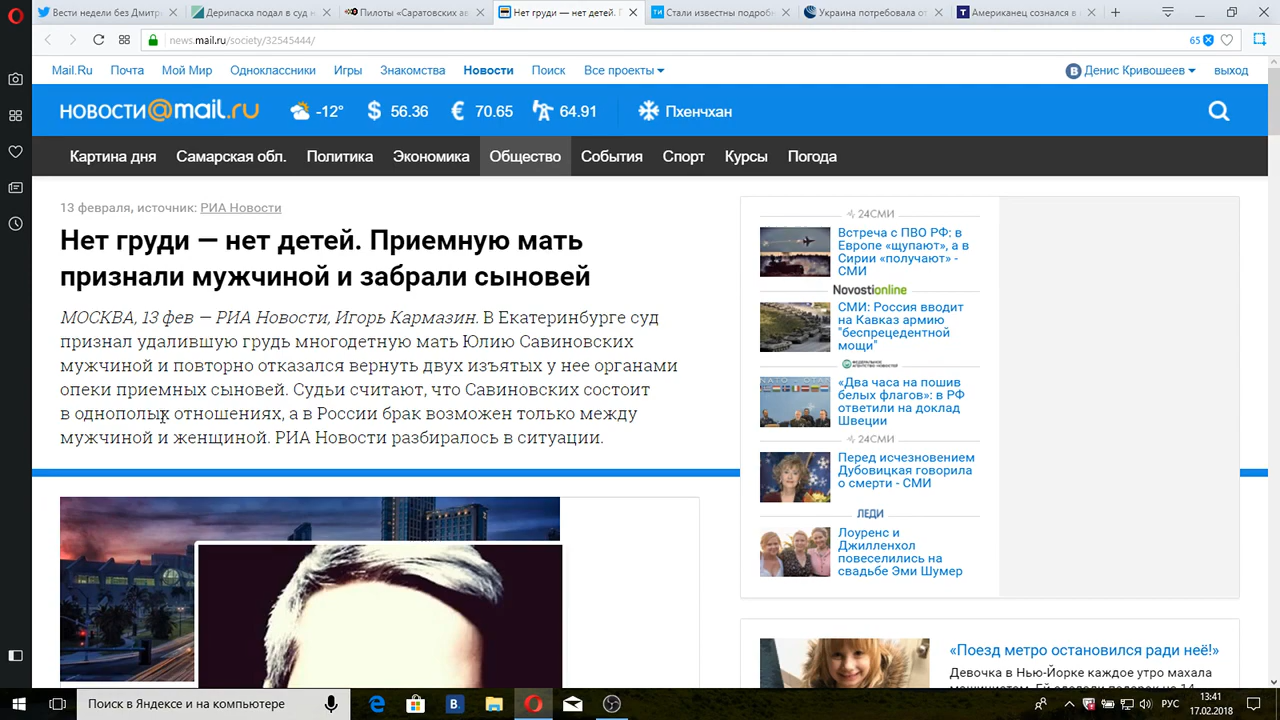 Вести недели без Дмит
Дерипаска подал в суд н
Пилоты «Саратовских а
Нет груди — нет детей. П
Стали известны подробн
Украина потребовала от
Американец сознался в
news.mail.ru/society/32545444/
65
Mail.Ru Почта Мой Мир Одноклассники Игры Знакомства Новости Поиск Все проекты
Денис Кривошеев выход
НОВОСТИ@mail.ru -12° $ 56.36 € 70.65 64.91 Пхенчхан
Картина дня Самарская обл. Политика Экономика Общество События Спорт Курсы Погода
13 февраля, источник: РИА Новости
Нет груди — нет детей. Приемную мать
признали мужчиной и забрали сыновей
МОСКВА, 13 фев — РИА Новости, Игорь Кармазин. В Екатеринбурге суд
признал удалившую грудь многодетную мать Юлию Савиновских
мужчиной и повторно отказался вернуть двух изъятых у нее органами
опеки приемных сыновей. Судьи считают, что Савиновских состоит
в однополых отношениях, а в России брак возможен только между
мужчиной и женщиной. РИА Новости разбиралось в ситуации.
24СМИ
Встреча с ПВО РФ: в
Европе «щупают», а в
Сирии «получают» -
СМИ
Novostionline
СМИ: Россия вводит
на Кавказ армию
"беспрецедентной
мощи"
ФЕДЕРАЛЬНОЕ
АГЕНТСТВО НОВОСТЕЙ
«Два часа на пошив
белых флагов»: в РФ
ответили на доклад
Швеции
24СМИ
Перед исчезновением
Дубовицкая говорила
о смерти - СМИ
ЛЕДИ
Лоуренс и
Джилленхол
повеселились на
свадьбе Эми Шумер
«Поезд метро остановился ради неё!»
Девочка в Нью-Йорке каждое утро махала
Поиск в Яндексе и на компьютере
РУС
13:41
17.02.2018